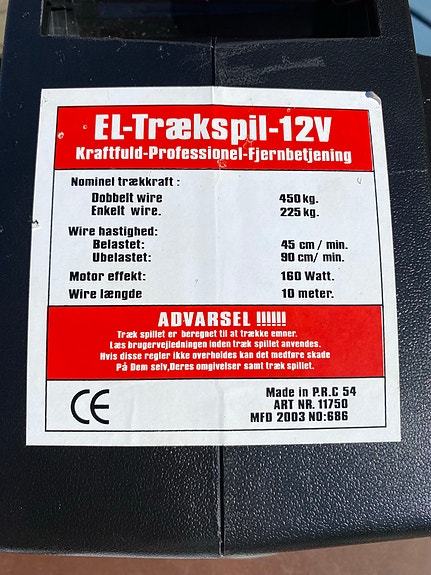 EL-Trækspil-12V
Kraftfuld-Professionel-Fjernbetjening
Nominel trækkraft :
Dobbelt wire 450 kg.
Enkelt wire. 225 kg.
Wire hastighed:
Belastet: 45 cm/ min.
Ubelastet: 90 cm/ min.
Motor effekt: 160 Watt.
Wire længde 10 meter.
ADVARSEL !!!!!!
Træk spillet er beregnet til at trække emner.
Læs brugervejledningen inden træk spillet anvendes.
Hvis disse regler ikke overholdes kan det medføre skade
På Dem selv,Deres omgivelser samt træk spillet.
CE
Made in P.R.C 54
ART NR. 11750
MFD 2003 NO:686